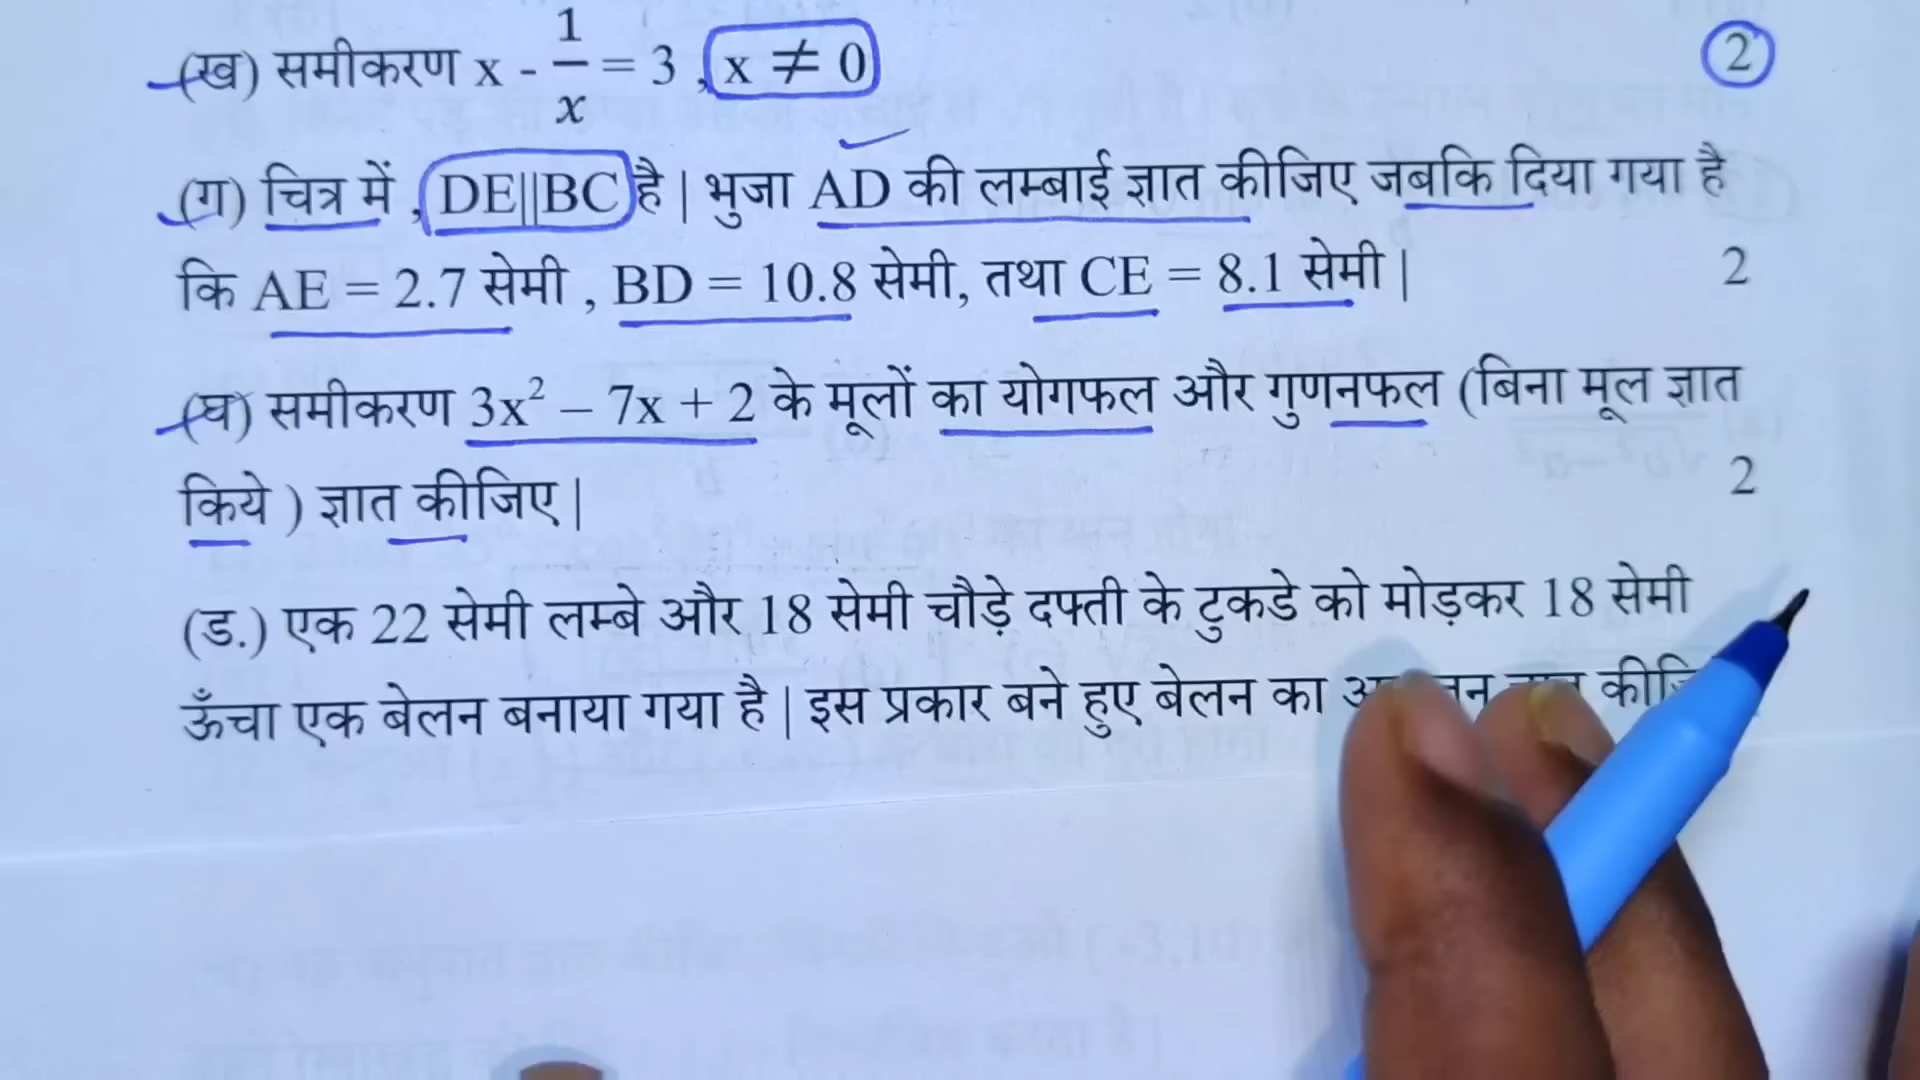 (ख) समीकरण x - 1/x = 3 , x ≠ 0 2
(ग) चित्र में , DE||BC है | भुजा AD की लम्बाई ज्ञात कीजिए जबकि दिया गया है
कि AE = 2.7 सेमी , BD = 10.8 सेमी, तथा CE = 8.1 सेमी | 2
(घ) समीकरण 3x² – 7x + 2 के मूलों का योगफल और गुणनफल (बिना मूल ज्ञात
किये ) ज्ञात कीजिए | 2
(ड.) एक 22 सेमी लम्बे और 18 सेमी चौड़े दफ्ती के टुकडे को मोड़कर 18 सेमी
ऊँचा एक बेलन बनाया गया है | इस प्रकार बने हुए बेलन का